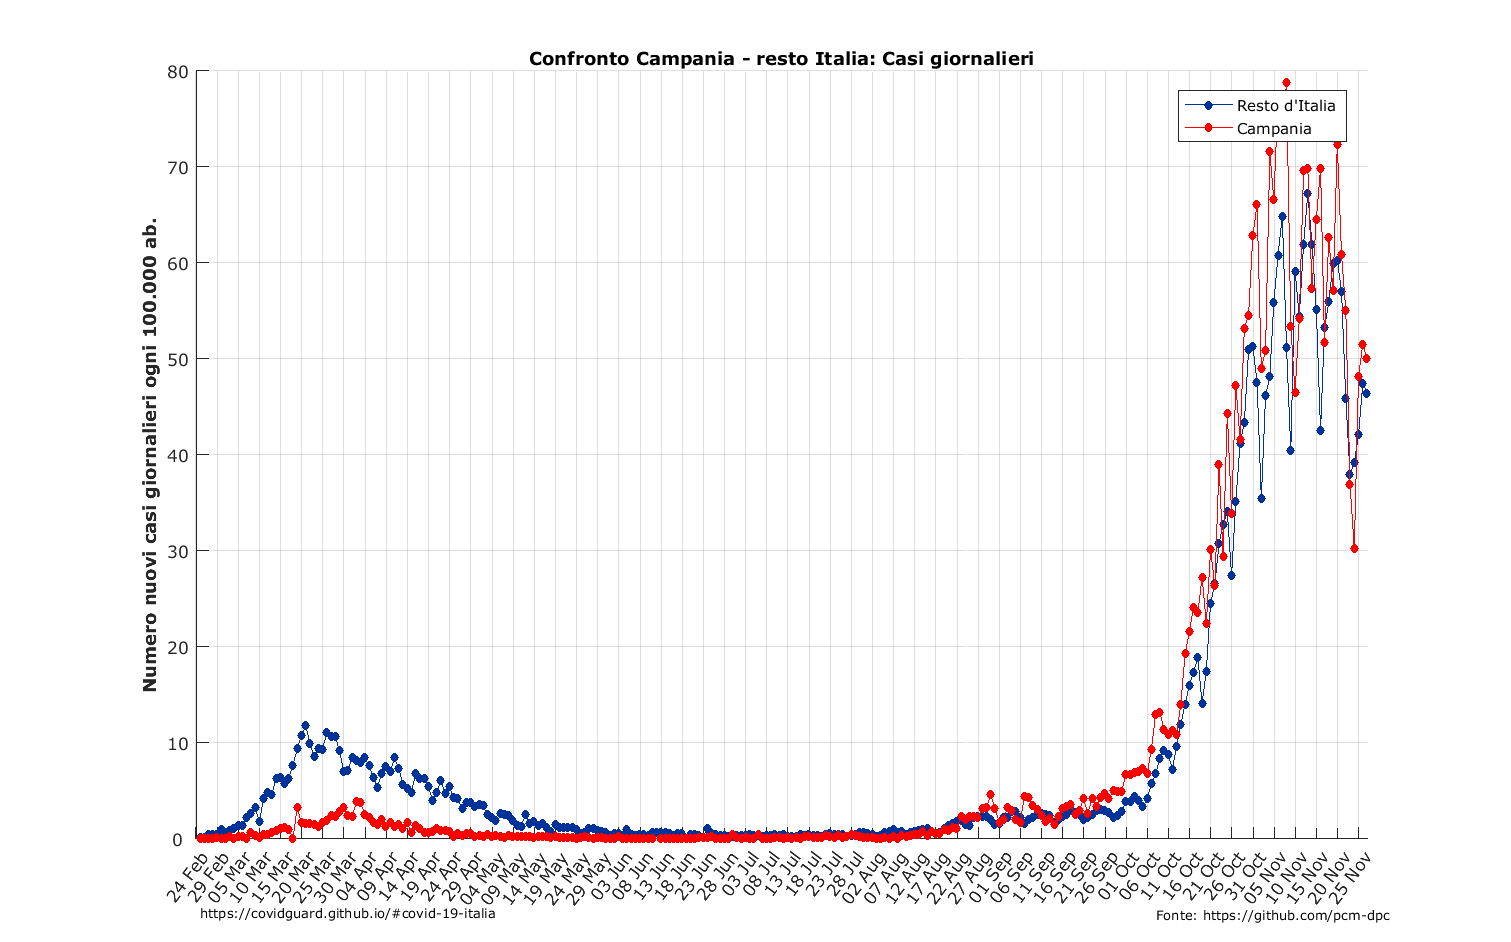 Confronto Campania - resto Italia: Casi giornalieri
Resto d'Italia
Campania
Numero nuovi casi giornalieri ogni 100.000 ab.
80
70
60
50
40
30
20
10
0
24 Feb
29 Feb
05 Mar
10 Mar
15 Mar
20 Mar
25 Mar
30 Mar
04 Apr
09 Apr
14 Apr
19 Apr
24 Apr
29 Apr
04 May
09 May
14 May
19 May
24 May
29 May
03 Jun
08 Jun
13 Jun
18 Jun
23 Jun
28 Jun
03 Jul
08 Jul
13 Jul
18 Jul
23 Jul
28 Jul
02 Aug
07 Aug
12 Aug
17 Aug
22 Aug
27 Aug
01 Sep
06 Sep
11 Sep
16 Sep
21 Sep
26 Sep
01 Oct
06 Oct
11 Oct
16 Oct
21 Oct
26 Oct
31 Oct
05 Nov
10 Nov
15 Nov
20 Nov
25 Nov
https://covidguard.github.io/#covid-19-italia
Fonte: https://github.com/pcm-dpc